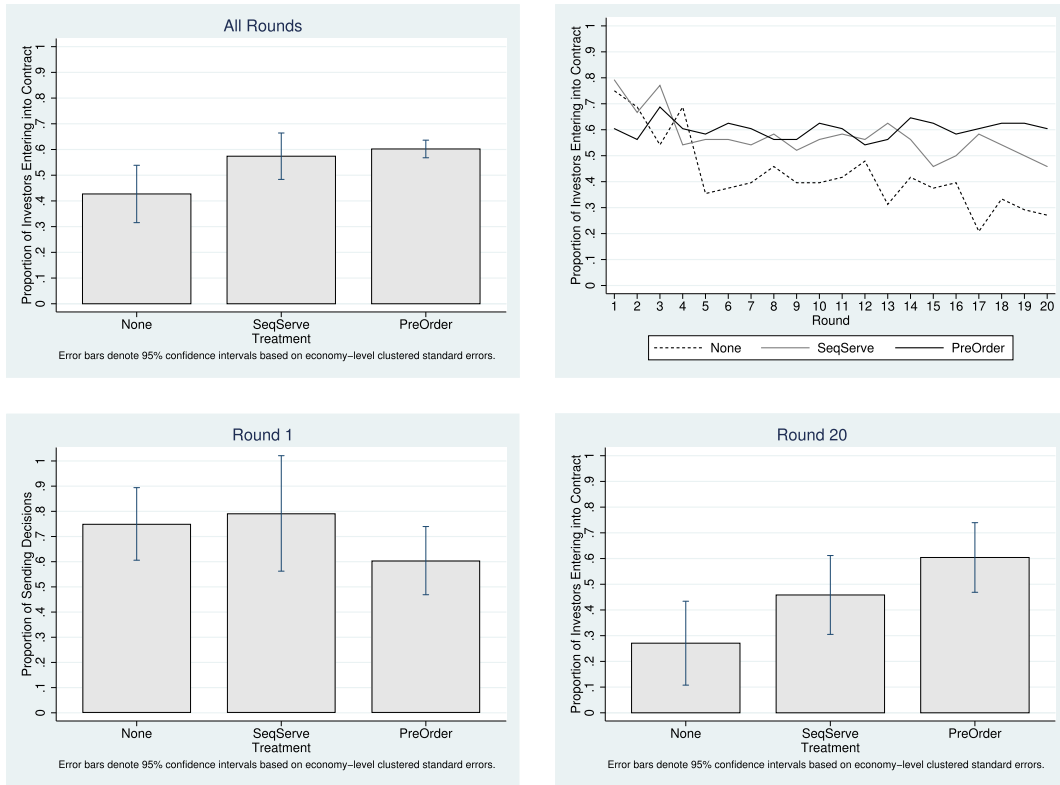 All Rounds
Proportion of Investors Entering into Contract
1
.9
.8
.7
.6
.5
.4
.3
.2
.1
0
None SeqServe PreOrder
Treatment
Error bars denote 95% confidence intervals based on economy−level clustered standard errors.
Proportion of Investors Entering into Contract
1
.9
.8
.7
.6
.5
.4
.3
.2
.1
0
1 2 3 4 5 6 7 8 9 10 11 12 13 14 15 16 17 18 19 20
Round
None SeqServe PreOrder
Round 1
Proportion of Sending Decisions
1
.9
.8
.7
.6
.5
.4
.3
.2
.1
0
None SeqServe PreOrder
Treatment
Error bars denote 95% confidence intervals based on economy−level clustered standard errors.
Round 20
Proportion of Investors Entering into Contract
1
.9
.8
.7
.6
.5
.4
.3
.2
.1
0
None SeqServe PreOrder
Treatment
Error bars denote 95% confidence intervals based on economy−level clustered standard errors.